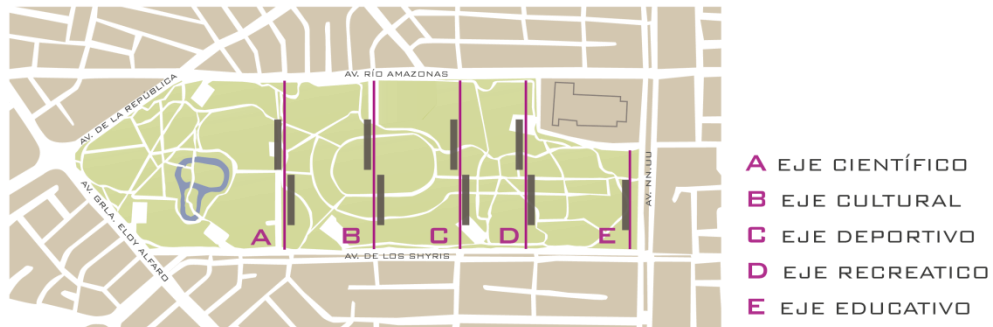 AV. RÍO AMAZONAS
AV. DE LA REPÚBLICA
AV. NN.UU
AV. GRLA. ELOY ALFARO
A B C D E
AV. DE LOS SHYRIS
A EJE CIENTÍFICO
B EJE CULTURAL
C EJE DEPORTIVO
D EJE RECREATICO
E EJE EDUCATIVO